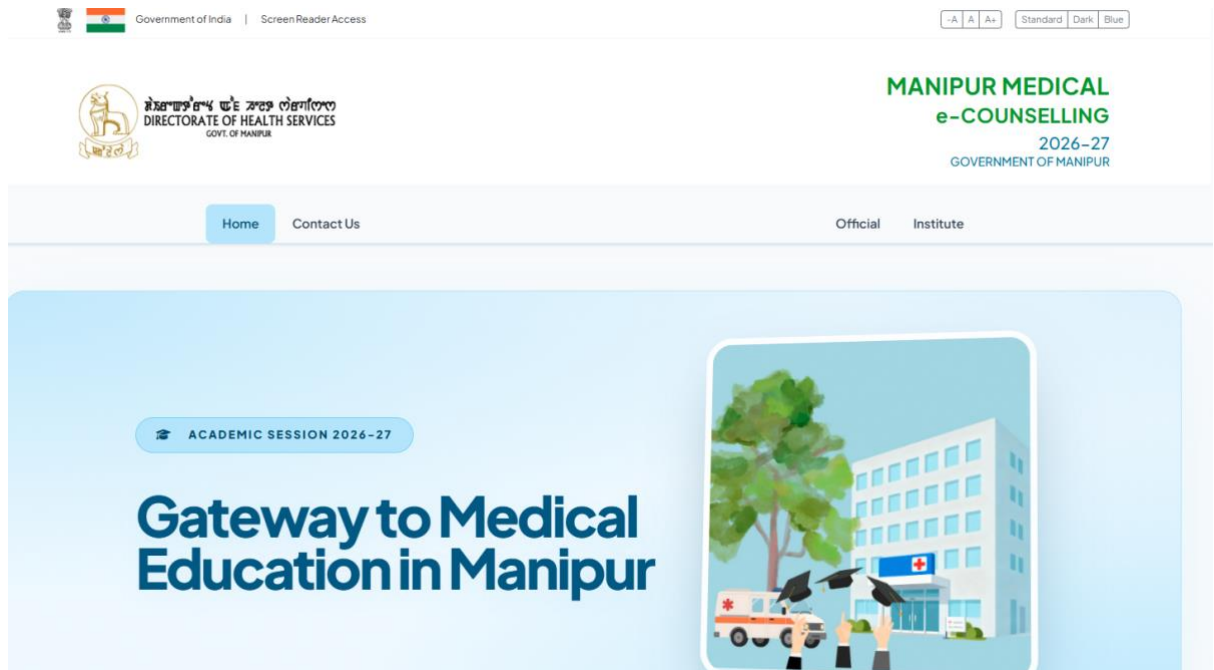 Government of India | Screen Reader Access
-A A A+ Standard Dark Blue
DIRECTORATE OF HEALTH SERVICES
GOVT. OF MANIPUR
MANIPUR MEDICAL
e-COUNSELLING
2026-27
GOVERNMENT OF MANIPUR
Home Contact Us Official Institute
ACADEMIC SESSION 2026-27
Gateway to Medical
Education in Manipur